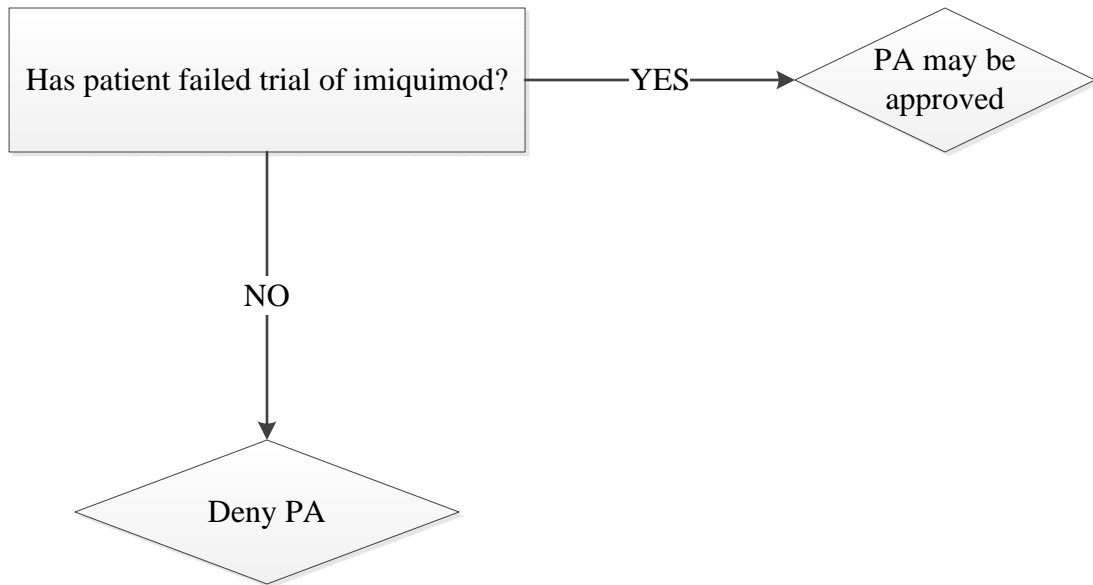 Has patient failed trial of imiquimod?
YES
PA may be
approved
NO
Deny PA